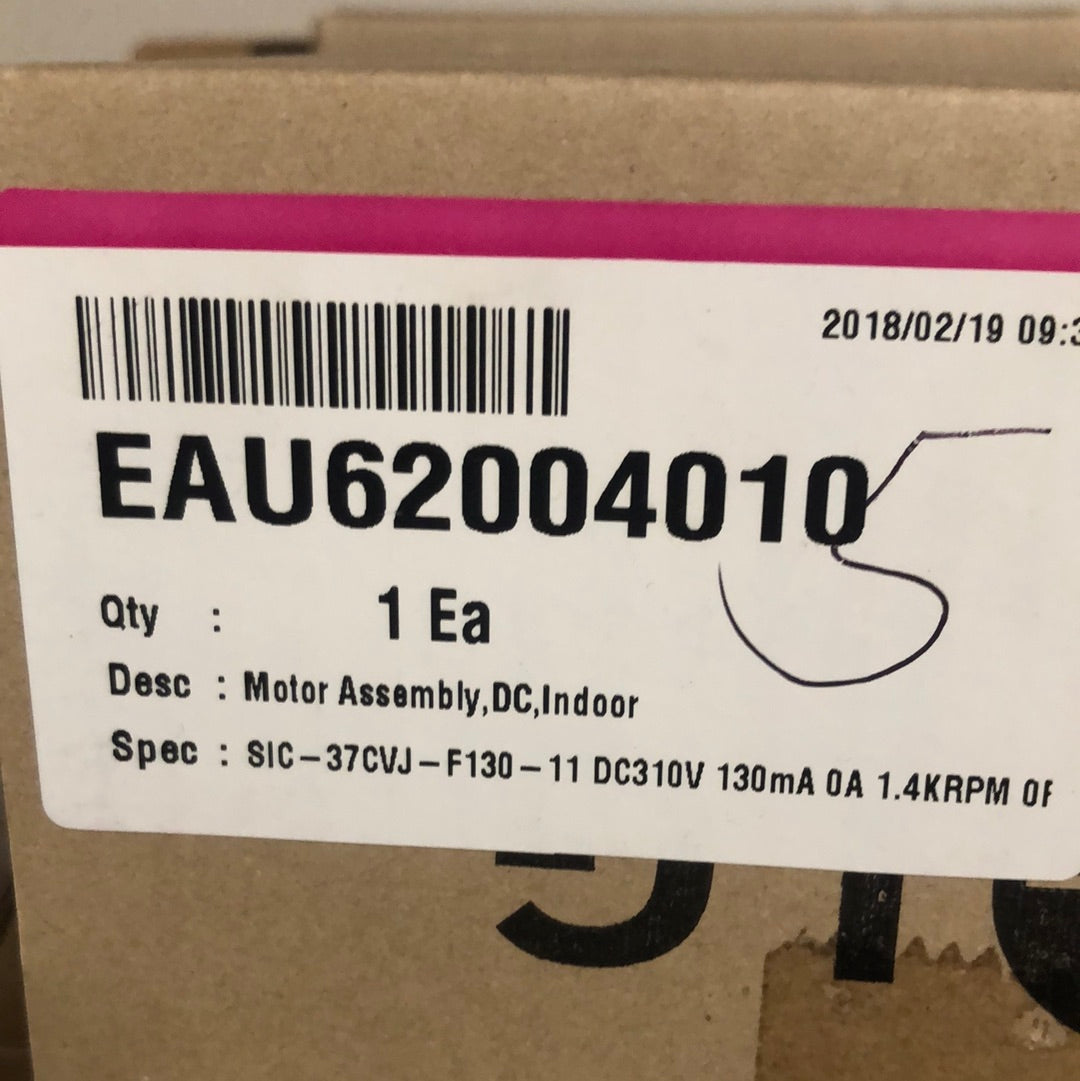 2018/02/19 09:3
EAU62004010
5
Qty : 1 Ea
Desc : Motor Assembly,DC,Indoor
Spec : SIC-37CVJ-F130-11 DC310V 130mA 0A 1.4KRPM 0F